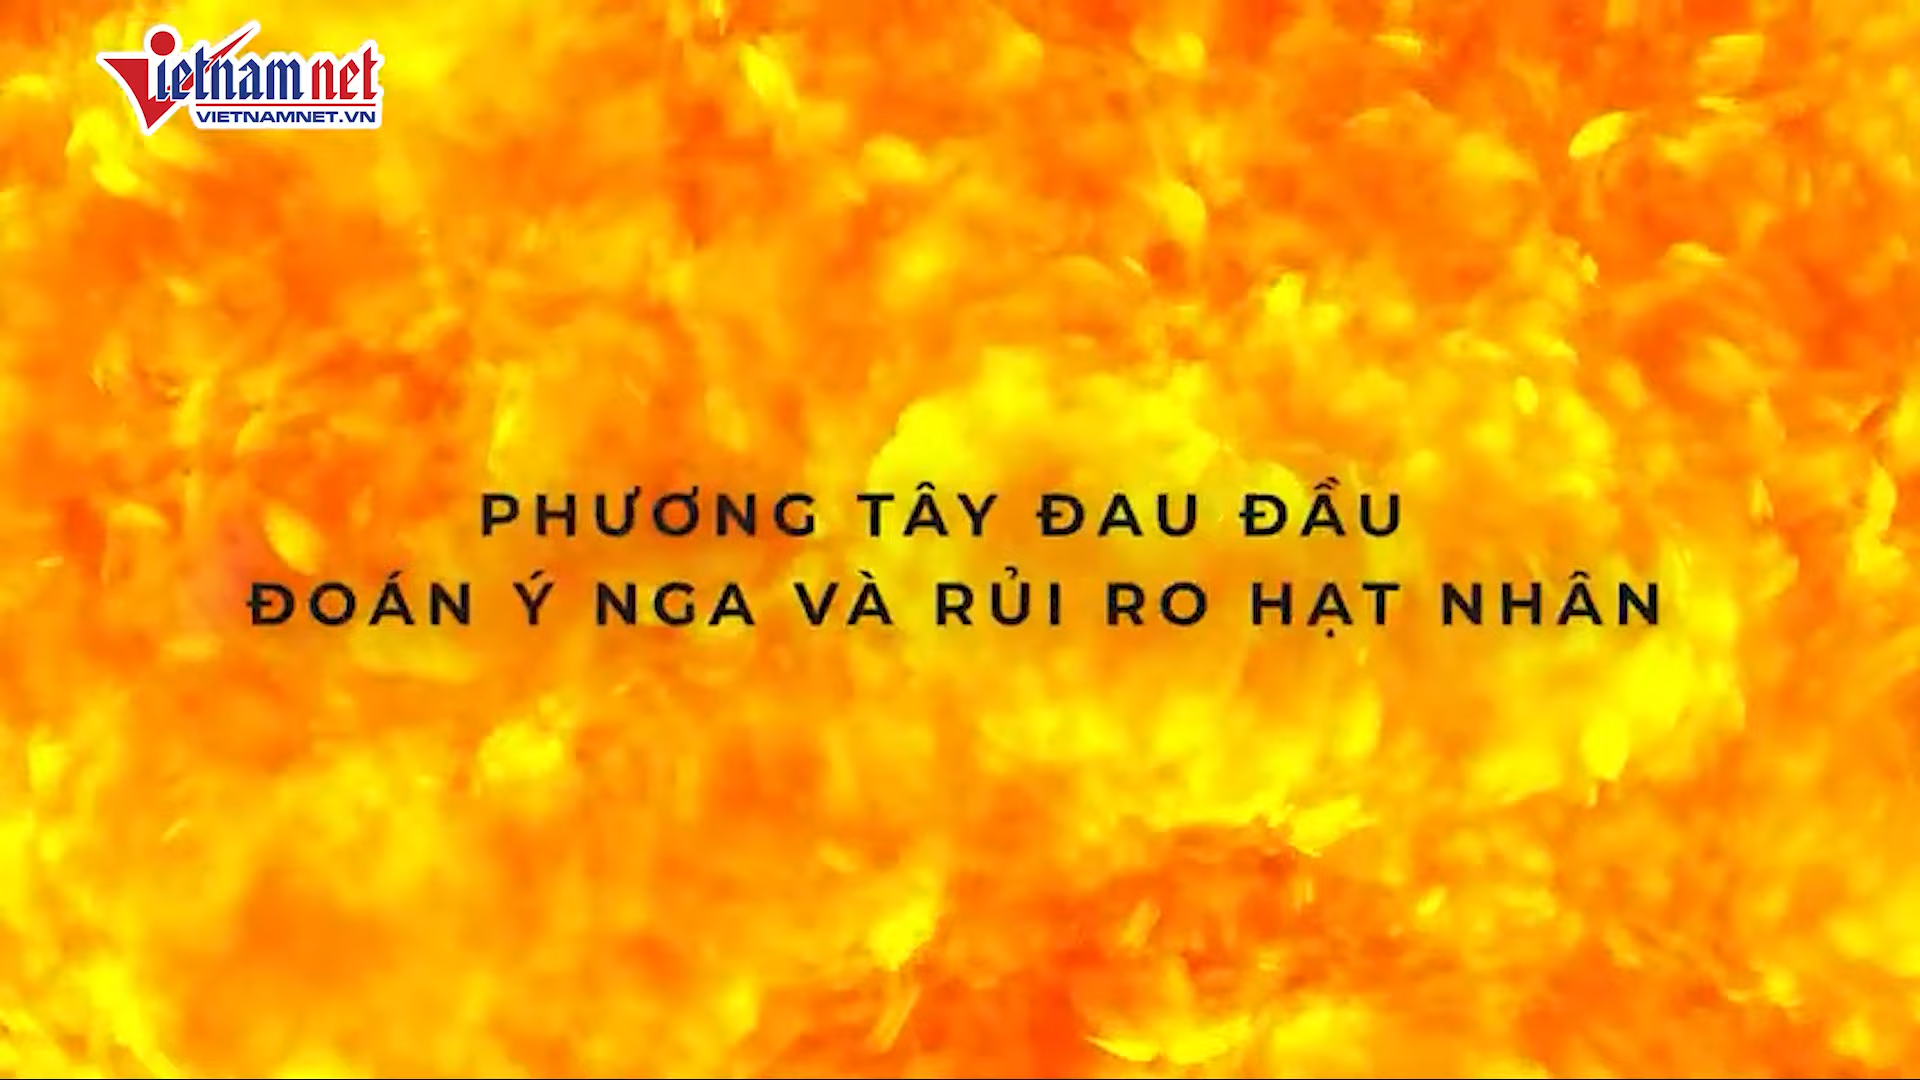 Vietnamnet
VIETNAMNET.VN
PHƯƠNG TÂY ĐAU ĐẦU
ĐOÁN Ý NGA VÀ RỦI RO HẠT NHÂN